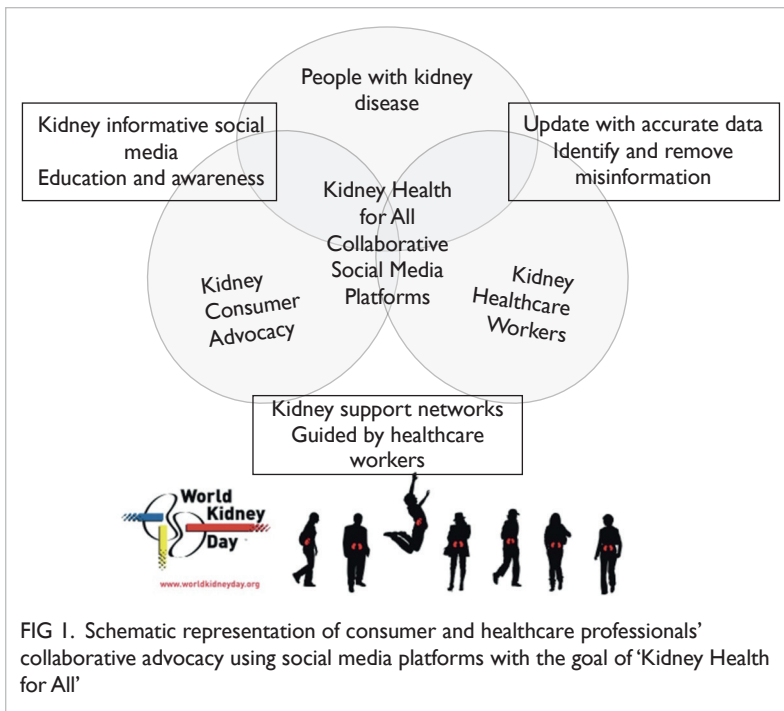 People with kidney
disease
Kidney informative social
media
Education and awareness
Update with accurate data
Identify and remove
misinformation
Kidney Health
for All
Collaborative
Social Media
Platforms
Kidney
Consumer
Advocacy
Kidney
Healthcare
Workers
Kidney support networks
Guided by healthcare
workers
World
Kidney
Day
www.worldkidneyday.org
FIG 1. Schematic representation of consumer and healthcare professionals’
collaborative advocacy using social media platforms with the goal of ‘Kidney Health
for All’